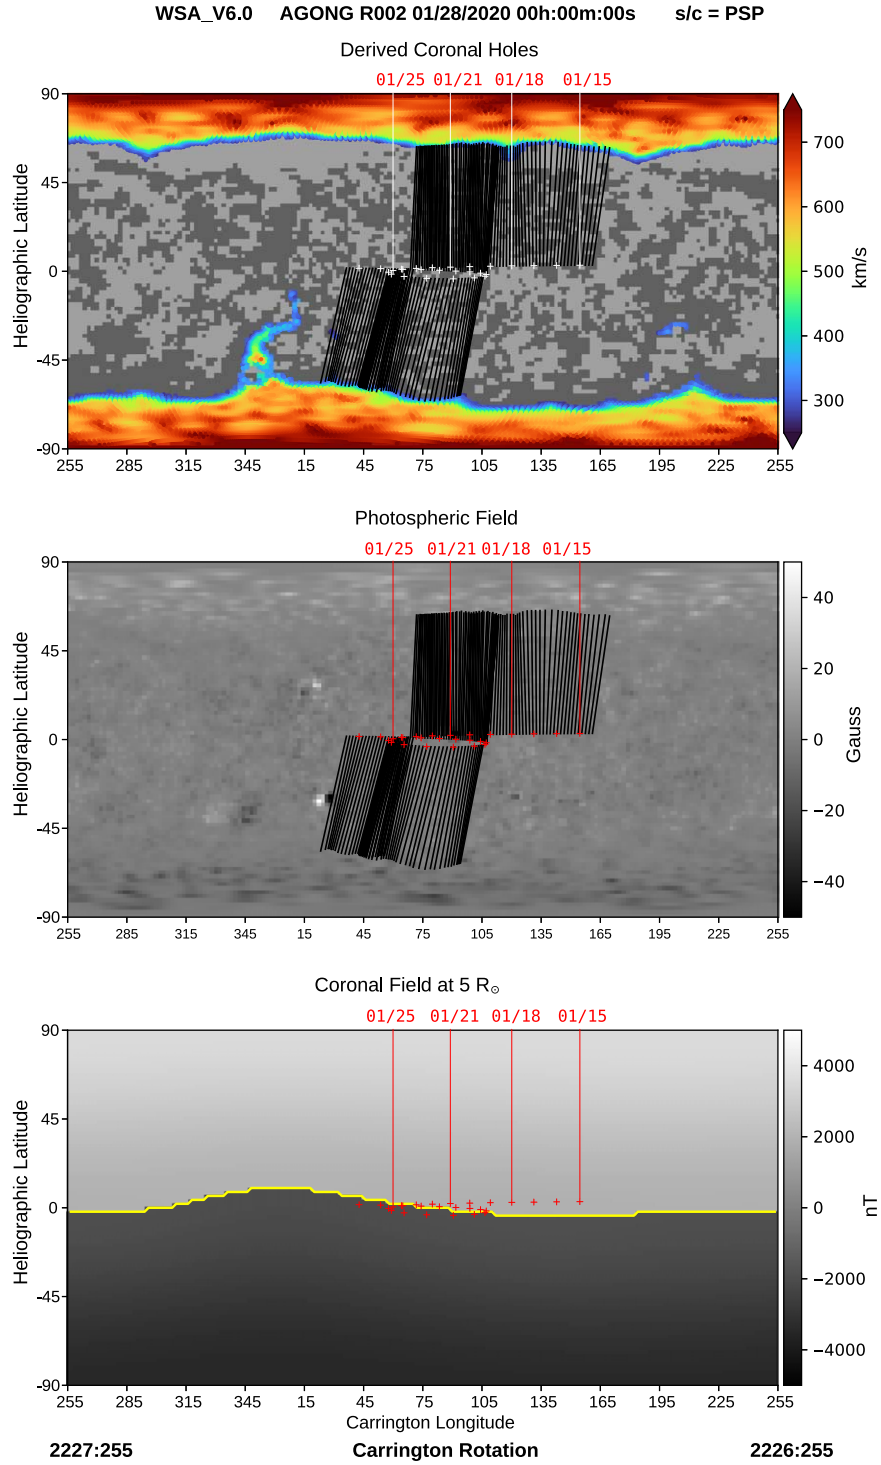 WSA_V6.0 AGONG R002 01/28/2020 00h:00m:00s s/c = PSP
Derived Coronal Holes
01/25 01/21 01/18 01/15
90
45
0
-45
-90
Heliographic Latitude
255 285 315 345 15 45 75 105 135 165 195 225 255
700
600
500
400
300
km/s
Photospheric Field
01/25 01/21 01/18 01/15
90
45
0
-45
-90
Heliographic Latitude
255 285 315 345 15 45 75 105 135 165 195 225 255
40
20
0
−20
−40
Gauss
Coronal Field at 5 R☉
01/25 01/21 01/18 01/15
90
45
0
-45
-90
Heliographic Latitude
255 285 315 345 15 45 75 105 135 165 195 225 255
4000
2000
0
−2000
−4000
nT
Carrington Longitude
2227:255 Carrington Rotation 2226:255